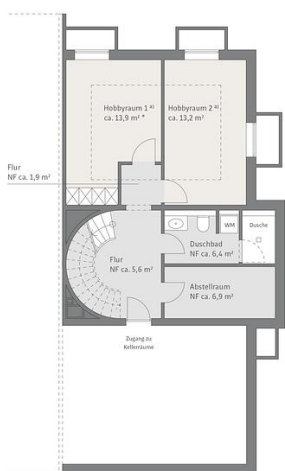 Hobbyraum 1 a)
ca. 13,9 m² *
Hobbyraum 2 a)
ca. 13,2 m²
Flur
NF ca. 1,9 m²
WM
Dusche
Duschbad
NF ca. 6,4 m²
Flur
NF ca. 5,6 m²
Abstellraum
NF ca. 6,9 m²
Zugang zu
Kellerräume